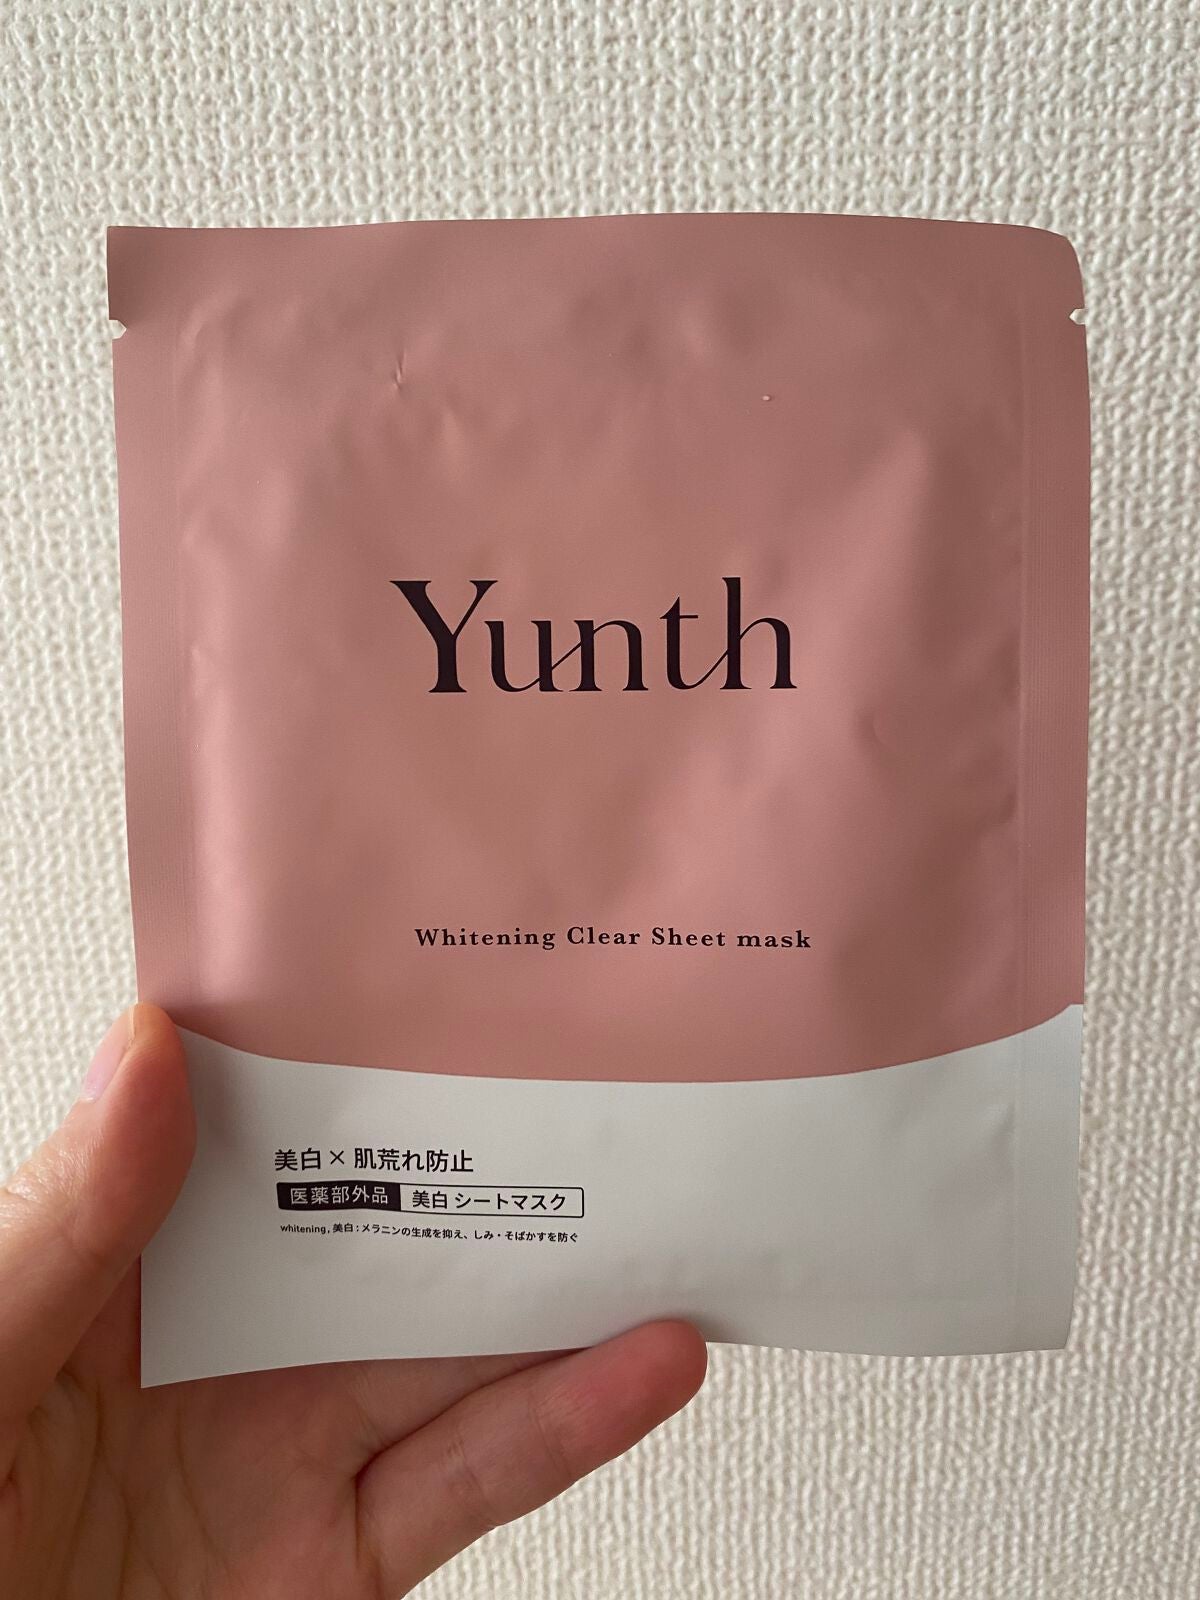 Yunth
Whitening Clear Sheet mask
美白×肌荒れ防止
医薬部外品 美白 シートマスク
whitening, 美白：メラニンの生成を抑え、しみ・そばかすを防ぐ